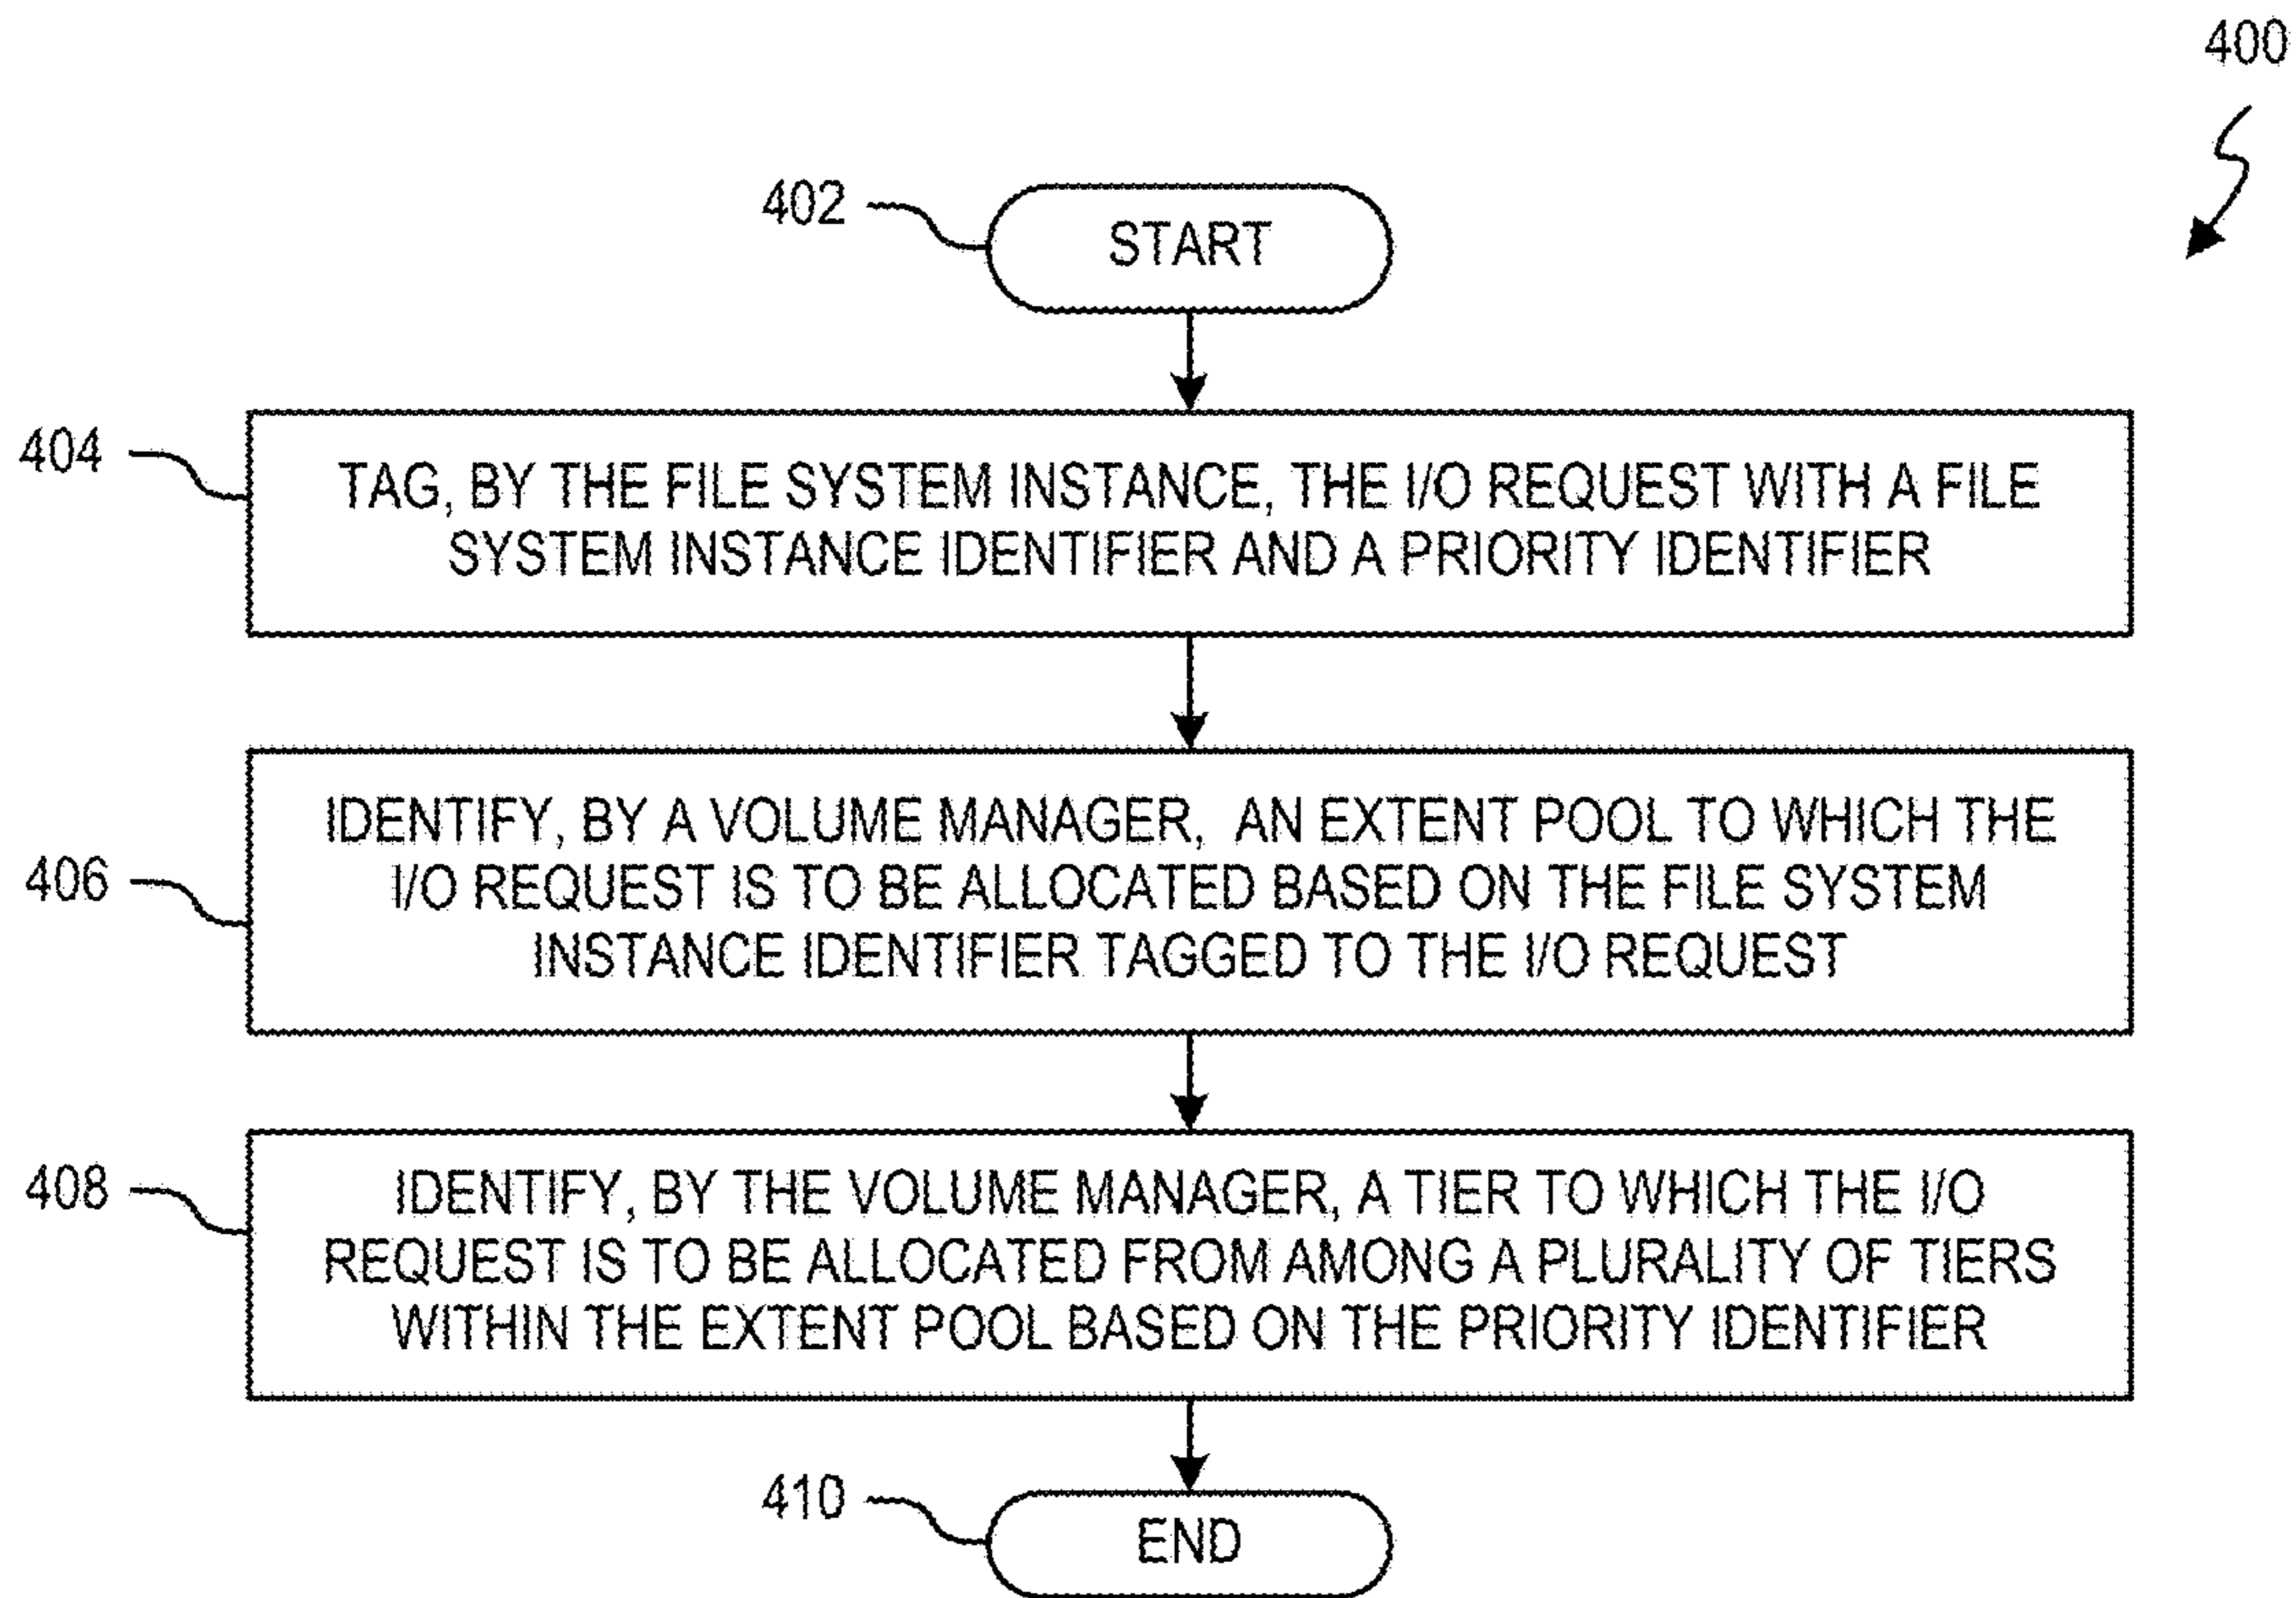 400
402
START
404
TAG, BY THE FILE SYSTEM INSTANCE, THE I/O REQUEST WITH A FILE
SYSTEM INSTANCE IDENTIFIER AND A PRIORITY IDENTIFIER
406
IDENTIFY, BY A VOLUME MANAGER, AN EXTENT POOL TO WHICH THE
I/O REQUEST IS TO BE ALLOCATED BASED ON THE FILE SYSTEM
INSTANCE IDENTIFIER TAGGED TO THE I/O REQUEST
408
IDENTIFY, BY THE VOLUME MANAGER, A TIER TO WHICH THE I/O
REQUEST IS TO BE ALLOCATED FROM AMONG A PLURALITY OF TIERS
WITHIN THE EXTENT POOL BASED ON THE PRIORITY IDENTIFIER
410
END